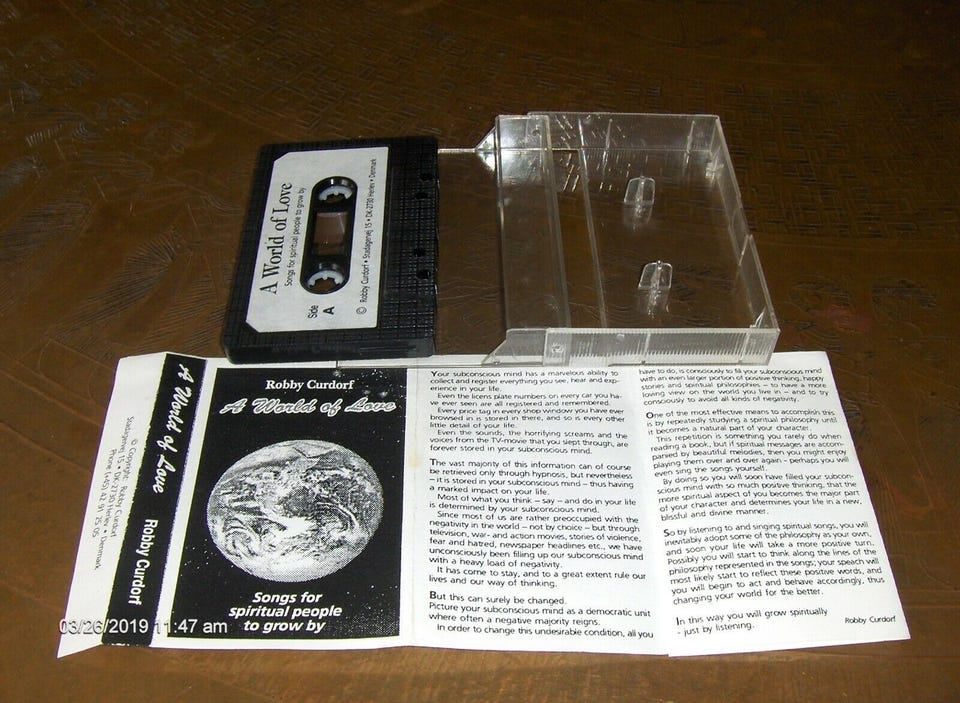 A World of Love
Songs for spiritual people to grow by
Side
A
© Robby Curdorf • Stadagervej 15 • DK-2730 Herlev • Danmark
© Copyright: Robby Curdorf
Stadagervej 15 • DK-2730 Herlev • Denmark
Phone (+45) 42 91 25 05
A World of Love Robby Curdorf
Robby Curdorf
A World of Love
Songs for
spiritual people
to grow by
Your subconscious mind has a marvelous ability to
collect and register everything you see, hear and exp-
erience in your life.
Even the licens plate numbers on every car you ha-
ve ever seen are all registered and remembered.
Every price tag in every shop window you have ever
browsed in is stored in there, and so is every other
little detail of your life.
Even the sounds, the horrifying screams and the
voices from the TV-movie that you slept through, are
forever stored in your subconscious mind.
The vast majority of this information can of course
be retrieved only through hypnosis, but nevertheless
– it is stored in your subconscious mind – thus having
a marked impact on your life.
Most of what you think – say – and do in your life
is determined by your subconscious mind.
Since most of us are rather preoccupied with the
negativity in the world – not by choice – but through
television, war- and action movies, stories of violence,
fear and hatred, newspaper headlines etc., we have
unconsciously been filling up our subconscious mind
with a heavy load of negativity.
It has come to stay, and to a great extent rule our
lives and our way of thinking.
But this can surely be changed.
Picture your subconscious mind as a democratic unit
where often a negative majority reigns.
In order to change this undesirable condition, all you
have to do, is consciously to fill your subconscious mind
with an even larger portion of positive thinking, happy
stories and spiritual philosophies – to have a more
loving view on the world you live in – and to try
consciously to avoid all kinds of negativity.
One of the most effective means to accomplish this
is by repeatedly studying a spiritual philosophy until
it becomes a natural part of your character.
This repetition is something you rarely do when
reading a book, but if spiritual messages are accom-
panied by beautiful melodies, then you might enjoy
playing them over and over again - perhaps you will
even sing the songs yourself.
By doing so you will soon have filled your subcon-
scious mind with so much positive thinking, that the
more spiritual aspect of you becomes the major part
of your character and determines your life in a new,
blissful and divine manner.
So by listening to and singing spiritual songs, you will
inevitably adopt some of the philosophy as your own,
and soon your life will take a more positive turn.
Possibly you will start to think along the lines of the
philosophy represented in the songs; your speach will
most likely start to reflect these positive words, and
you will begin to act and behave accordingly, thus
changing your world for the better.
In this way you will grow spiritually
- just by listening.
Robby Curdorf
03/26/2019 11:47 am